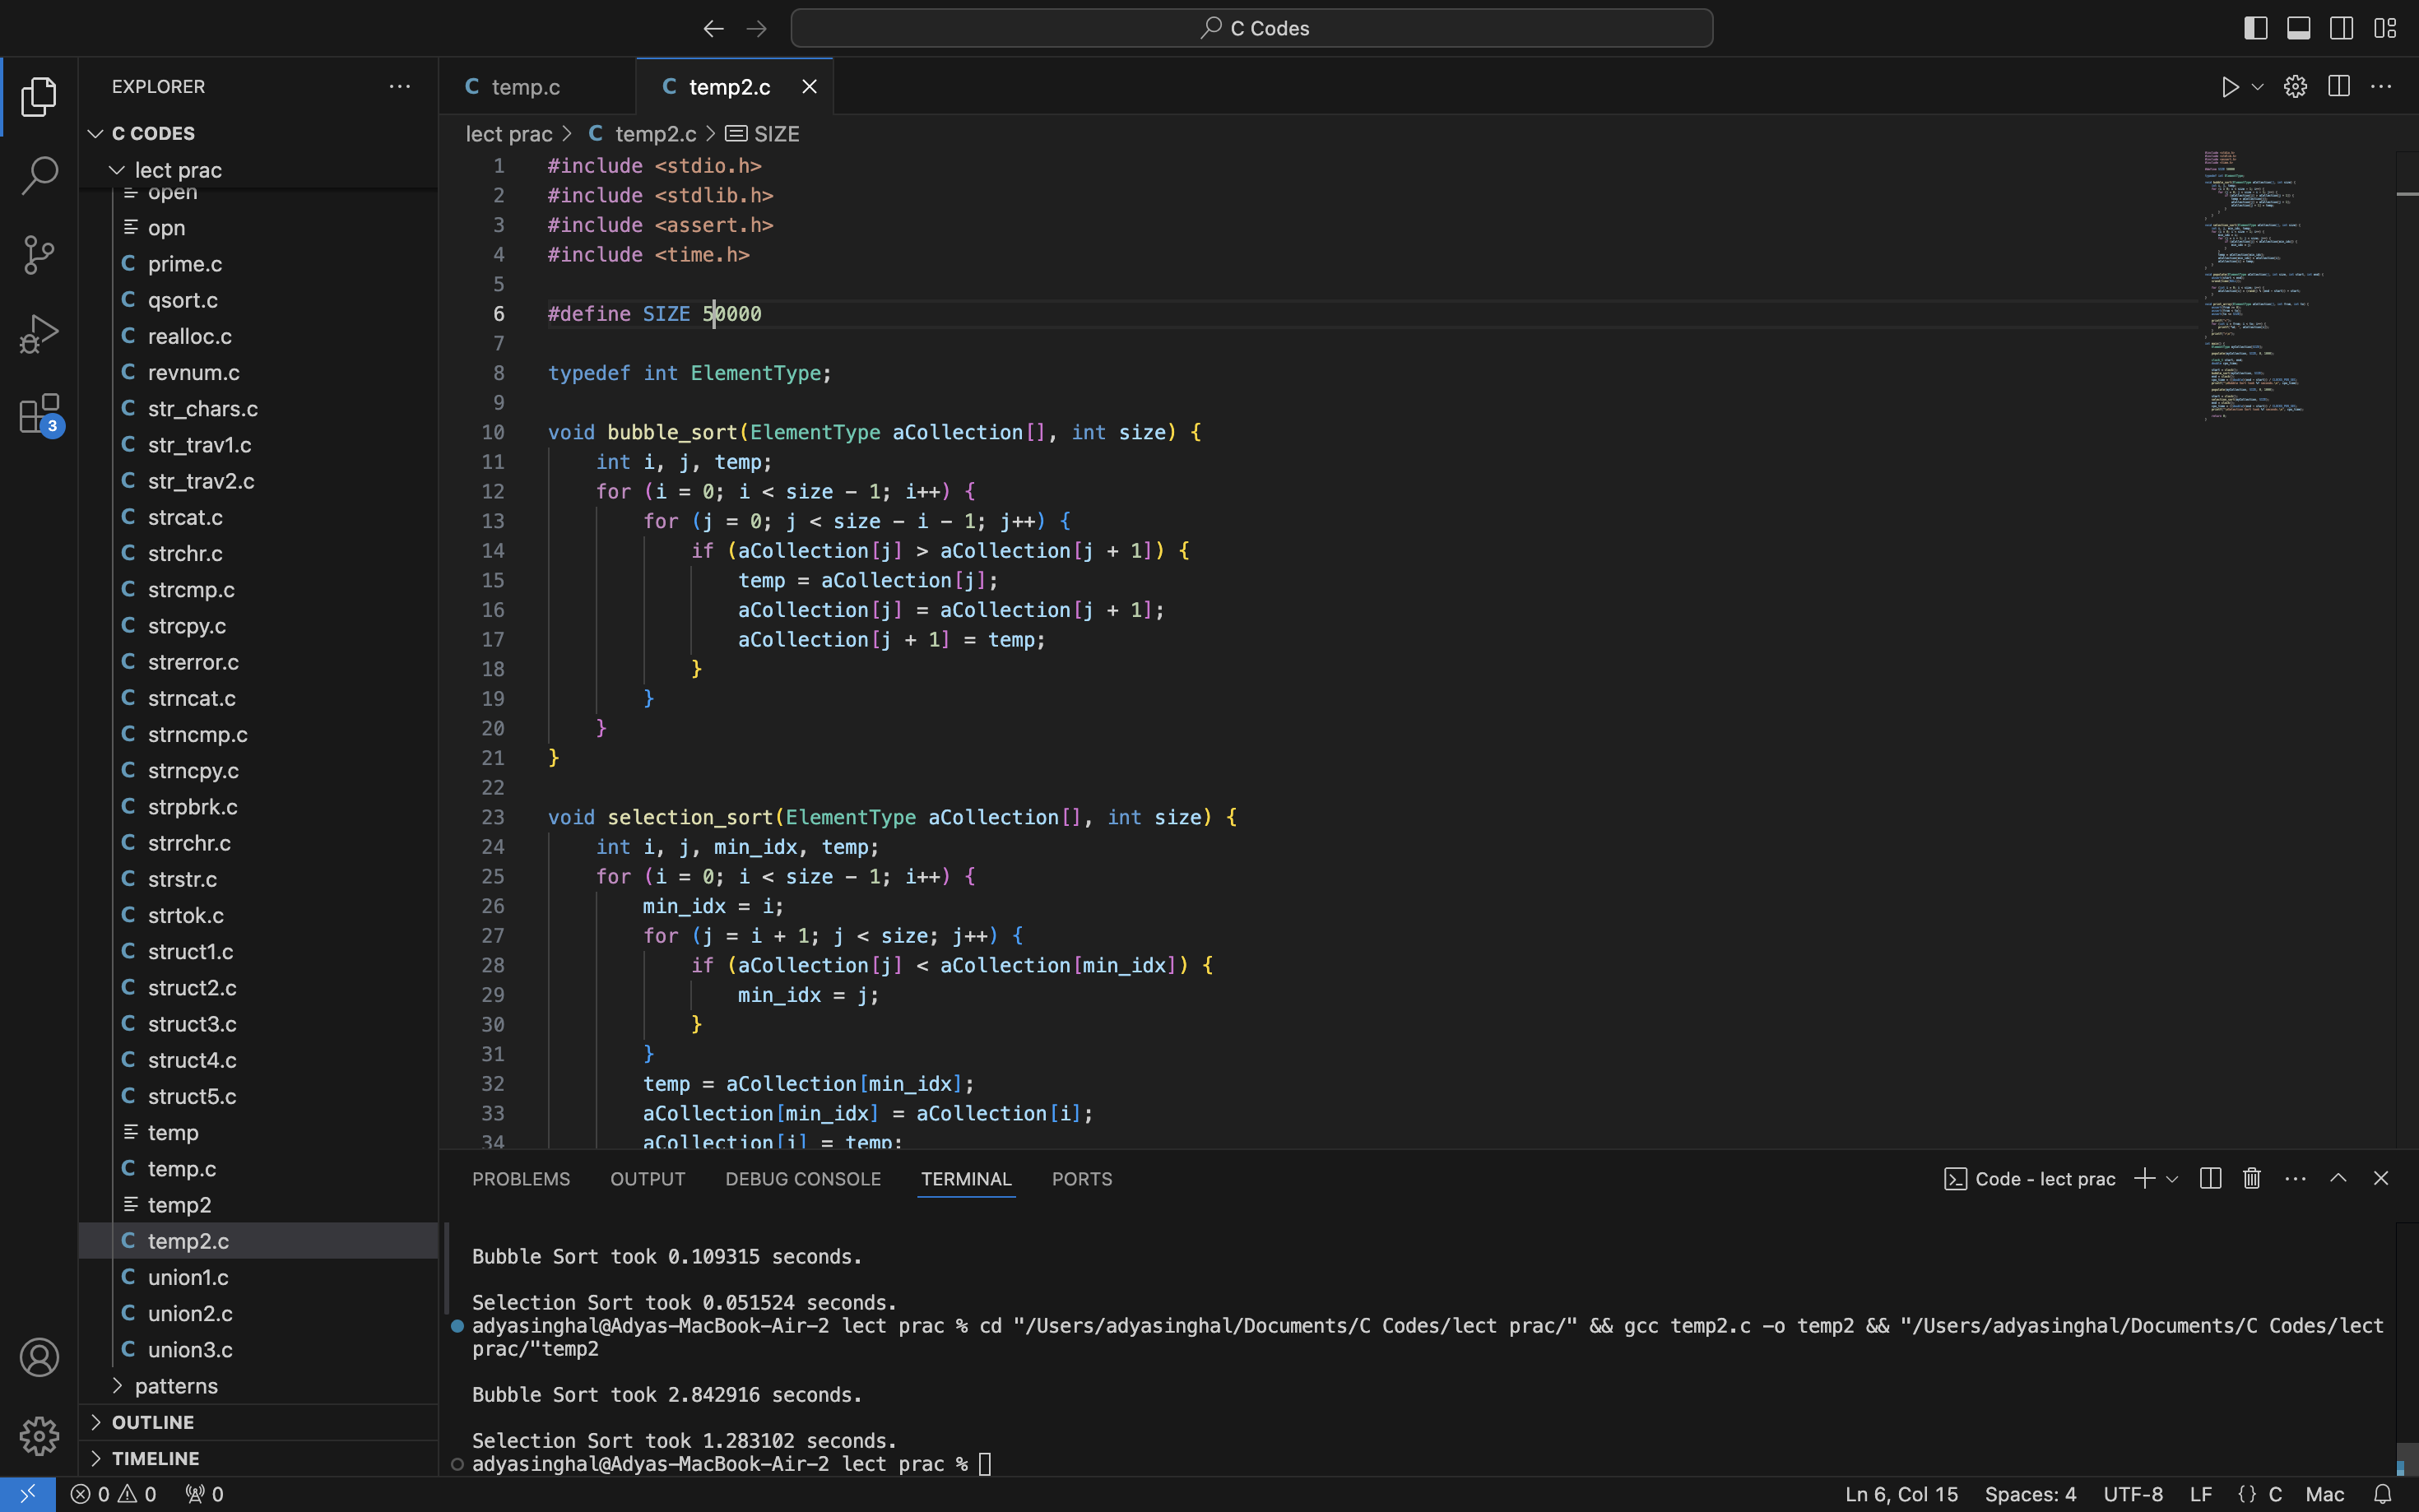 C Codes
EXPLORER
C temp.c
C temp2.c
C CODES
lect prac > C temp2.c > SIZE
lect prac
open
opn
C prime.c
C qsort.c
C realloc.c
C revnum.c
C str_chars.c
C str_trav1.c
C str_trav2.c
C strcat.c
C strchr.c
C strcmp.c
C strcpy.c
C strerror.c
C strncat.c
C strncmp.c
C strncpy.c
C strpbrk.c
C strrchr.c
C strstr.c
C strtok.c
C struct1.c
C struct2.c
C struct3.c
C struct4.c
C struct5.c
temp
C temp.c
temp2
C temp2.c
C union1.c
C union2.c
C union3.c
patterns
OUTLINE
TIMELINE
3
1 #include <stdio.h>
2 #include <stdlib.h>
3 #include <assert.h>
4 #include <time.h>
5
6 #define SIZE 50000
7
8 typedef int ElementType;
9
10 void bubble_sort(ElementType aCollection[], int size) {
11 int i, j, temp;
12 for (i = 0; i < size - 1; i++) {
13 for (j = 0; j < size - i - 1; j++) {
14 if (aCollection[j] > aCollection[j + 1]) {
15 temp = aCollection[j];
16 aCollection[j] = aCollection[j + 1];
17 aCollection[j + 1] = temp;
18 }
19 }
20 }
21 }
22
23 void selection_sort(ElementType aCollection[], int size) {
24 int i, j, min_idx, temp;
25 for (i = 0; i < size - 1; i++) {
26 min_idx = i;
27 for (j = i + 1; j < size; j++) {
28 if (aCollection[j] < aCollection[min_idx]) {
29 min_idx = j;
30 }
31 }
32 temp = aCollection[min_idx];
33 aCollection[min_idx] = aCollection[i];
34 aCollection[i] = temp;
PROBLEMS OUTPUT DEBUG CONSOLE TERMINAL PORTS
Code - lect prac
Bubble Sort took 0.109315 seconds.
Selection Sort took 0.051524 seconds.
adyasinghal@Adyas-MacBook-Air-2 lect prac % cd "/Users/adyasinghal/Documents/C Codes/lect prac/" && gcc temp2.c -o temp2 && "/Users/adyasinghal/Documents/C Codes/lect
prac/"temp2
Bubble Sort took 2.842916 seconds.
Selection Sort took 1.283102 seconds.
adyasinghal@Adyas-MacBook-Air-2 lect prac %
0 0 0
Ln 6, Col 15 Spaces: 4 UTF-8 LF {} C Mac